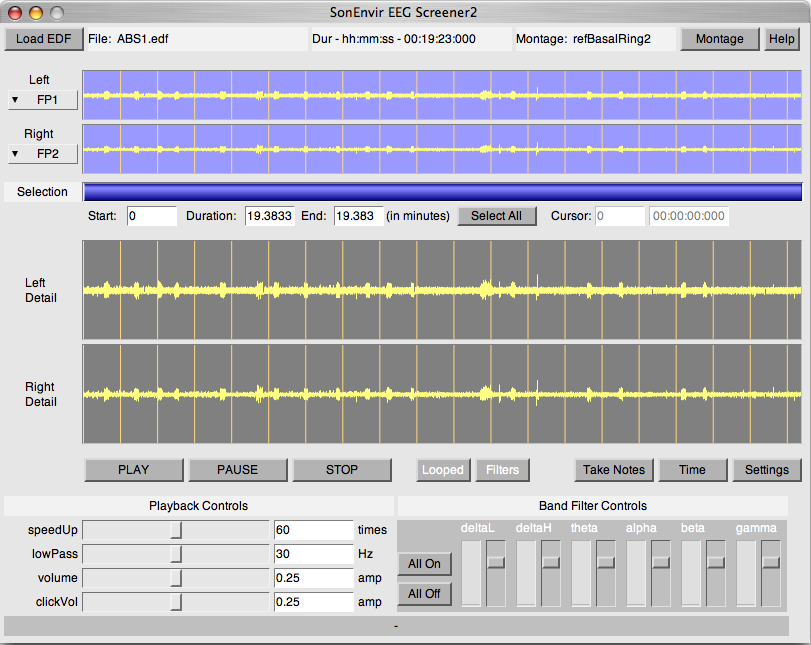 SonEnvir EEG Screener2
Load EDF File: ABS1.edf Dur - hh:mm:ss - 00:19:23:000 Montage: refBasalRing2 Montage Help
Left
▼ FP1
Right
▼ FP2
Selection
Start: 0 Duration: 19.3833 End: 19.383 (in minutes) Select All Cursor: 0 00:00:00:000
Left
Detail
Right
Detail
PLAY PAUSE STOP Looped Filters Take Notes Time Settings
Playback Controls Band Filter Controls
speedUp 60 times
lowPass 30 Hz
volume 0.25 amp
clickVol 0.25 amp
deltaL deltaH theta alpha beta gamma
All On
All Off
-